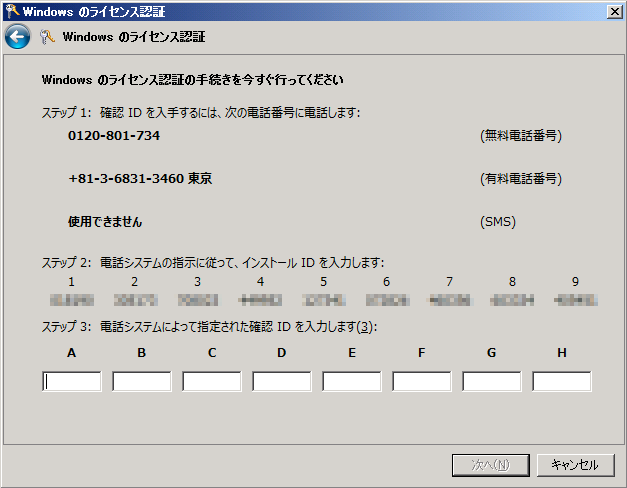 Windows のライセンス認証
Windows のライセンス認証
Windows のライセンス認証の手続きを今すぐ行ってください
ステップ 1: 確認 ID を入手するには、次の電話番号に電話します:
0120-801-734 (無料電話番号)
+81-3-6831-3460 東京 (有料電話番号)
使用できません (SMS)
ステップ 2: 電話システムの指示に従って、インストール ID を入力します:
1 2 3 4 5 6 7 8 9
ステップ 3: 電話システムによって指定された確認 ID を入力します(3):
A B C D E F G H
次へ(N) キャンセル